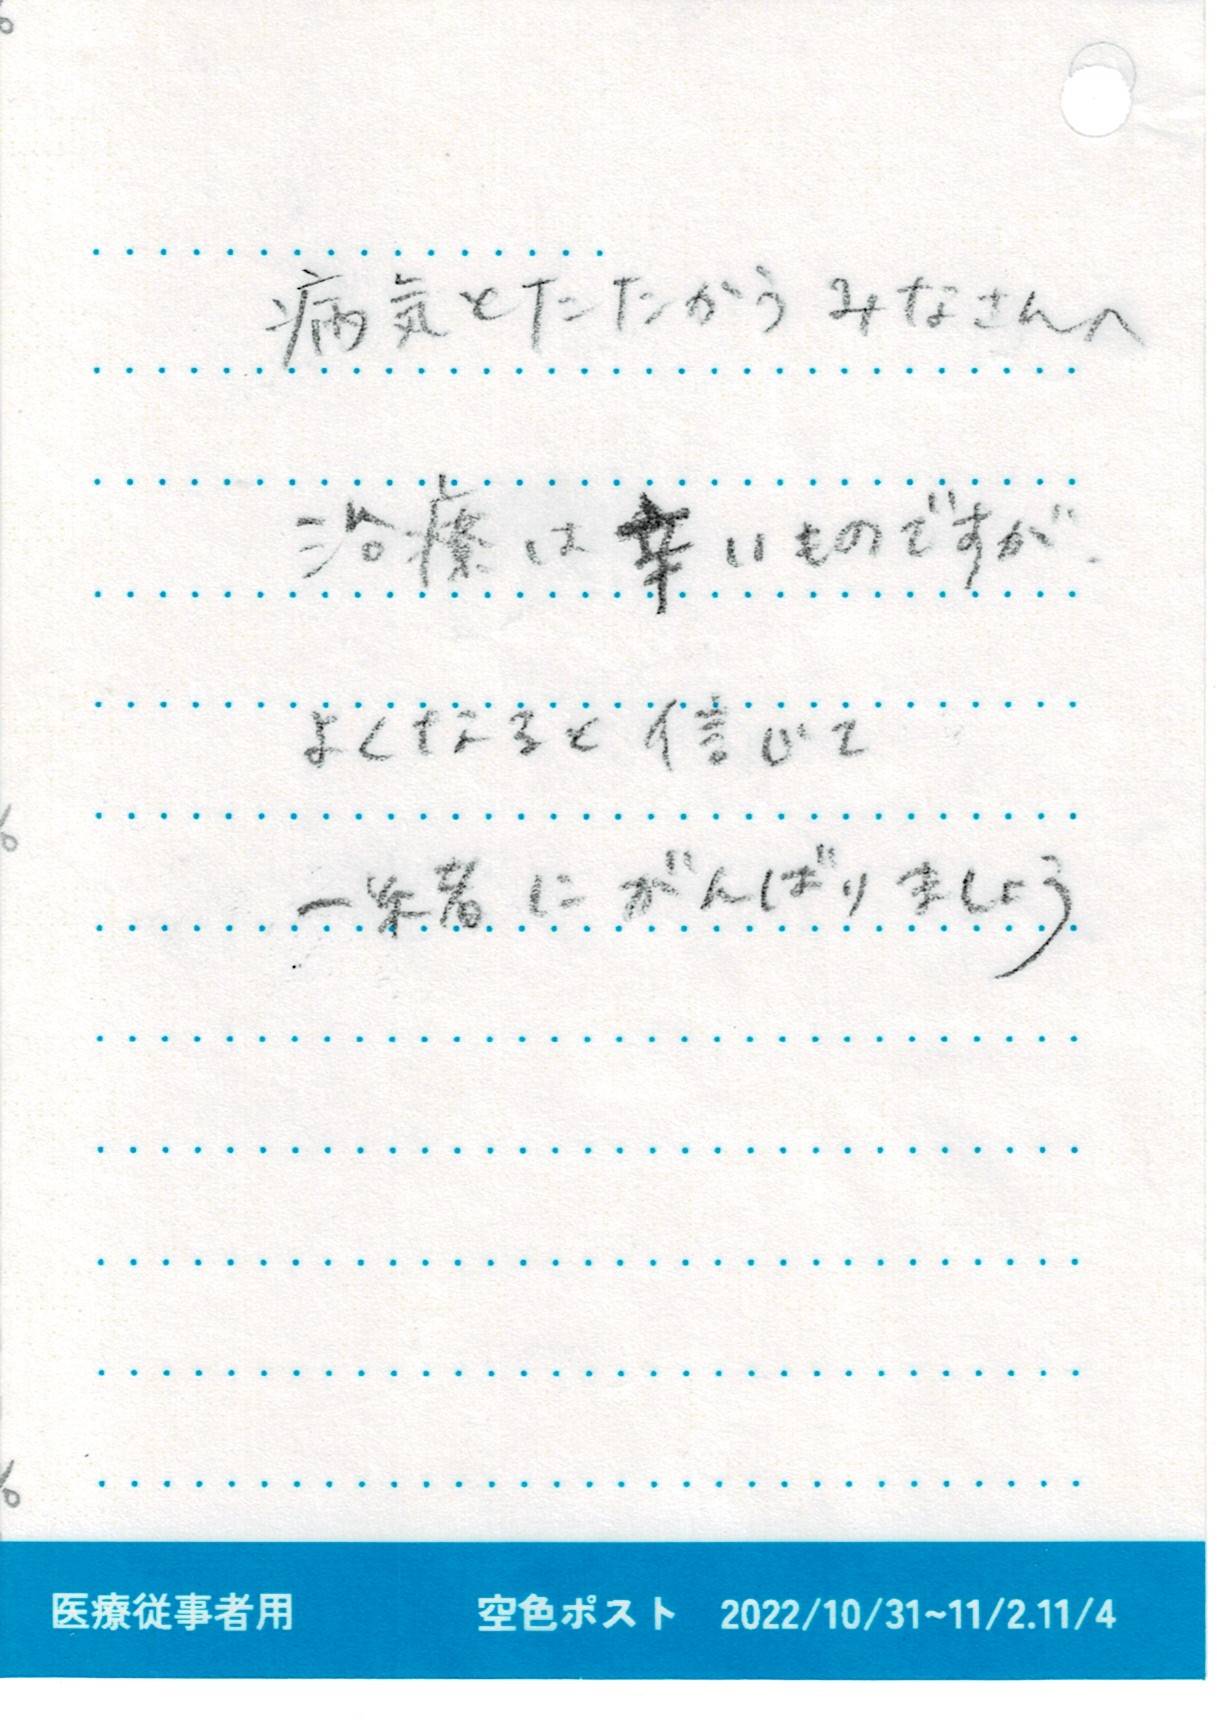 病気とたたかうみなさんへ
治療は辛いものですが、
よくなると信じて
一緒にがんばりましょう
医療従事者用 空色ポスト 2022/10/31~11/2.11/4